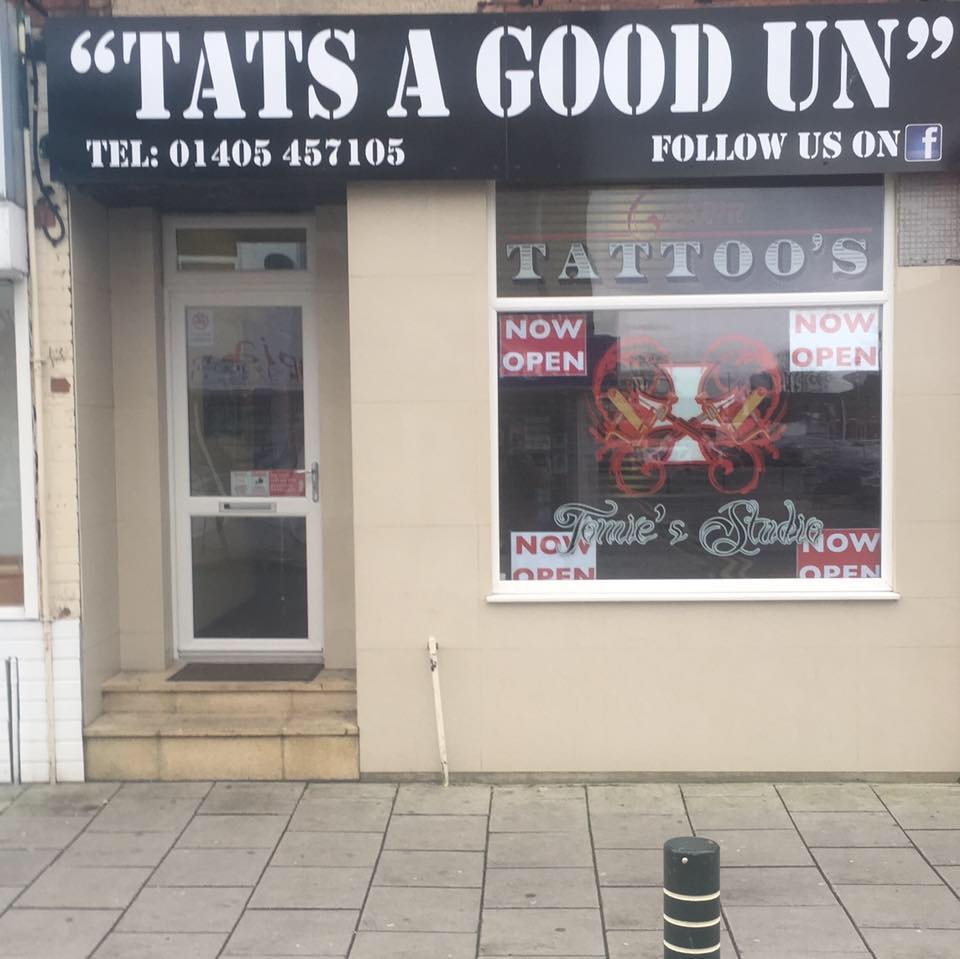 “TATS A GOOD UN”
TEL: 01405 457105
FOLLOW US ON f
TATTOO'S
NOW
OPEN
NOW
OPEN
Tomie's Studio
NOW
OPEN
NOW
OPEN